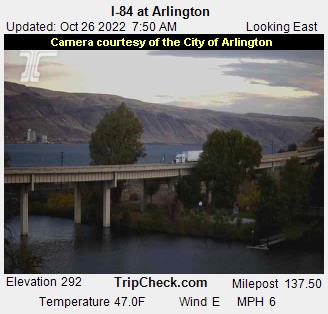 I-84 at Arlington
Updated: Oct 26 2022 7:50 AM Looking East
Camera courtesy of the City of Arlington
Elevation 292 TripCheck.com Milepost 137.50
Temperature 47.0F Wind E MPH 6